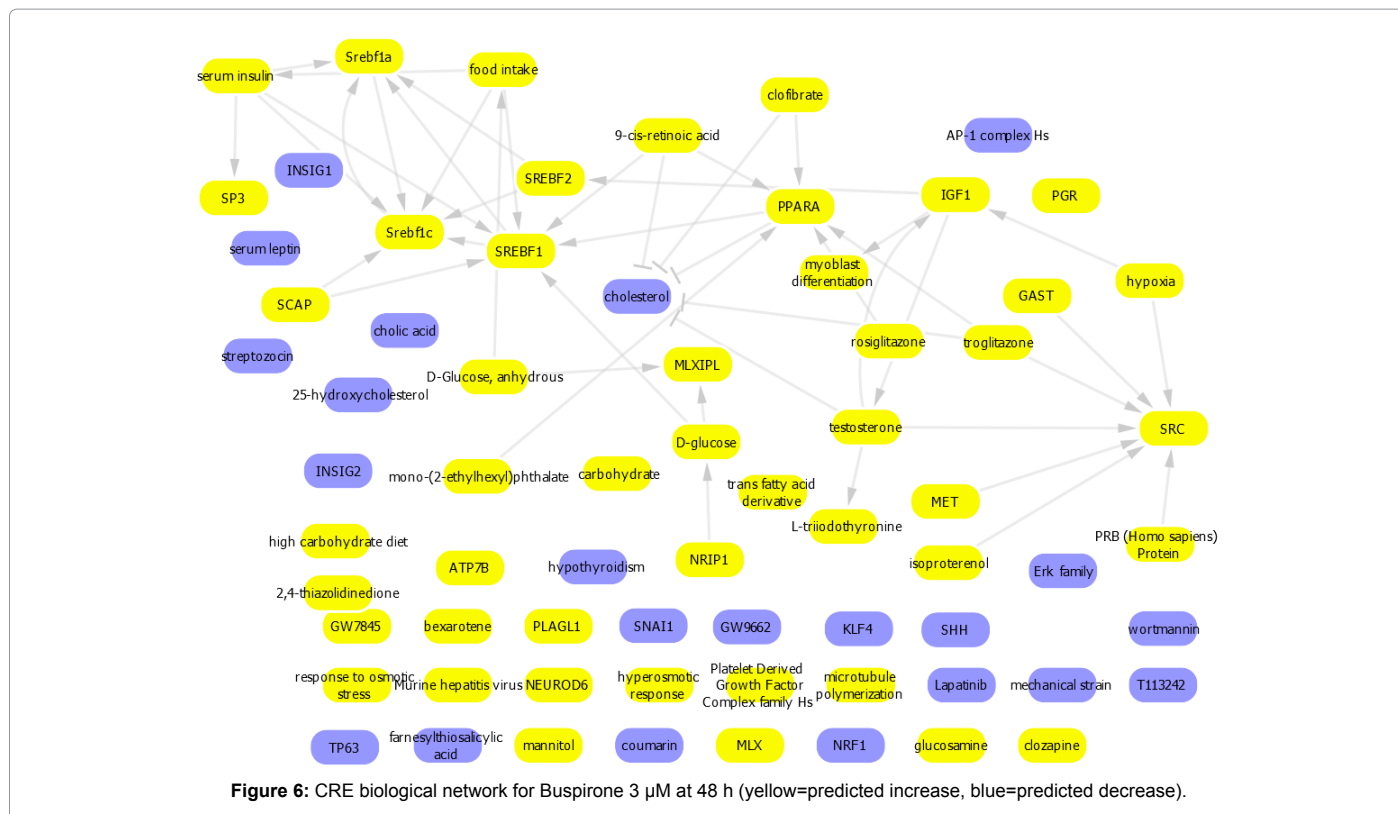 Srebf1a
serum insulin
food intake
clofibrate
9-cis-retinoic acid
AP-1 complex Hs
INSIG1
SREBF2
SP3
PPARA
IGF1
PGR
Srebf1c
serum leptin
SREBF1
myoblast
differentiation
hypoxia
SCAP
cholesterol
GAST
cholic acid
rosiglitazone
troglitazone
streptozocin
MLXIPL
D-Glucose, anhydrous
25-hydroxycholesterol
testosterone
SRC
D-glucose
INSIG2
mono-(2-ethylhexyl)phthalate
carbohydrate
trans fatty acid
derivative
MET
L-triiodothyronine
high carbohydrate diet
PRB (Homo sapiens)
Protein
ATP7B
hypothyroidism
NRIP1
isoproterenol
Erk family
2,4-thiazolidinedione
GW7845
bexarotene
PLAGL1
SNAI1
GW9662
KLF4
SHH
wortmannin
response to osmotic
stress
Murine hepatitis virus
NEUROD6
hyperosmotic
response
Platelet Derived
Growth Factor
Complex family Hs
microtubule
polymerization
Lapatinib
mechanical strain
T113242
TP63
farnesylthiosalicylic
acid
mannitol
coumarin
MLX
NRF1
glucosamine
clozapine
Figure 6: CRE biological network for Buspirone 3 µM at 48 h (yellow=predicted increase, blue=predicted decrease).